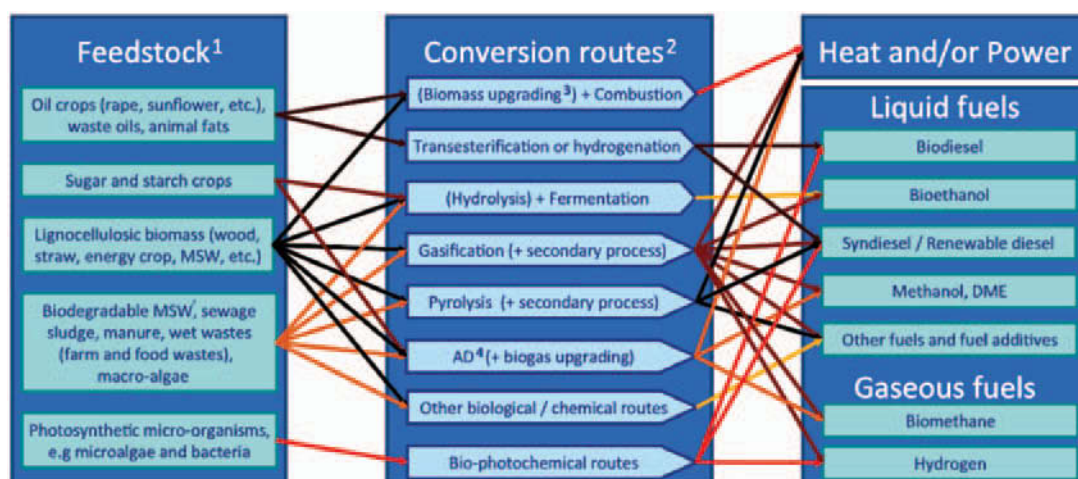 Feedstock¹
Oil crops (rape, sunflower, etc.),
waste oils, animal fats
Sugar and starch crops
Lignocellulosic biomass (wood,
straw, energy crop, MSW, etc.)
Biodegradable MSW, sewage
sludge, manure, wet wastes
(farm and food wastes),
macro-algae
Photosynthetic micro-organisms,
e.g microalgae and bacteria
Conversion routes²
(Biomass upgrading³) + Combustion
Transesterification or hydrogenation
(Hydrolysis) + Fermentation
Gasification (+ secondary process)
Pyrolysis (+ secondary process)
AD⁴ (+ biogas upgrading)
Other biological / chemical routes
Bio-photochemical routes
Heat and/or Power
Liquid fuels
Biodiesel
Bioethanol
Syndiesel / Renewable diesel
Methanol, DME
Other fuels and fuel additives
Gaseous fuels
Biomethane
Hydrogen